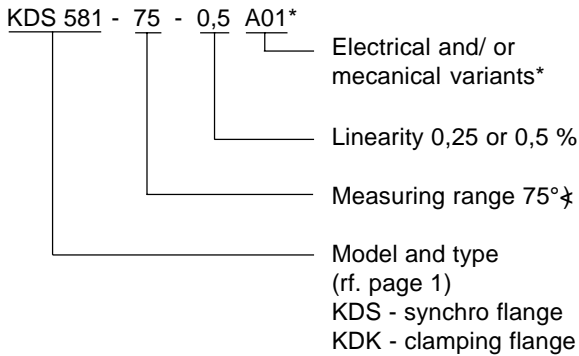 KDS 581 - 75 - 0,5 A01*
Electrical and/ or
mecanical variants*
Linearity 0,25 or 0,5 %
Measuring range 75°∢
Model and type
(rf. page 1)
KDS - synchro flange
KDK - clamping flange